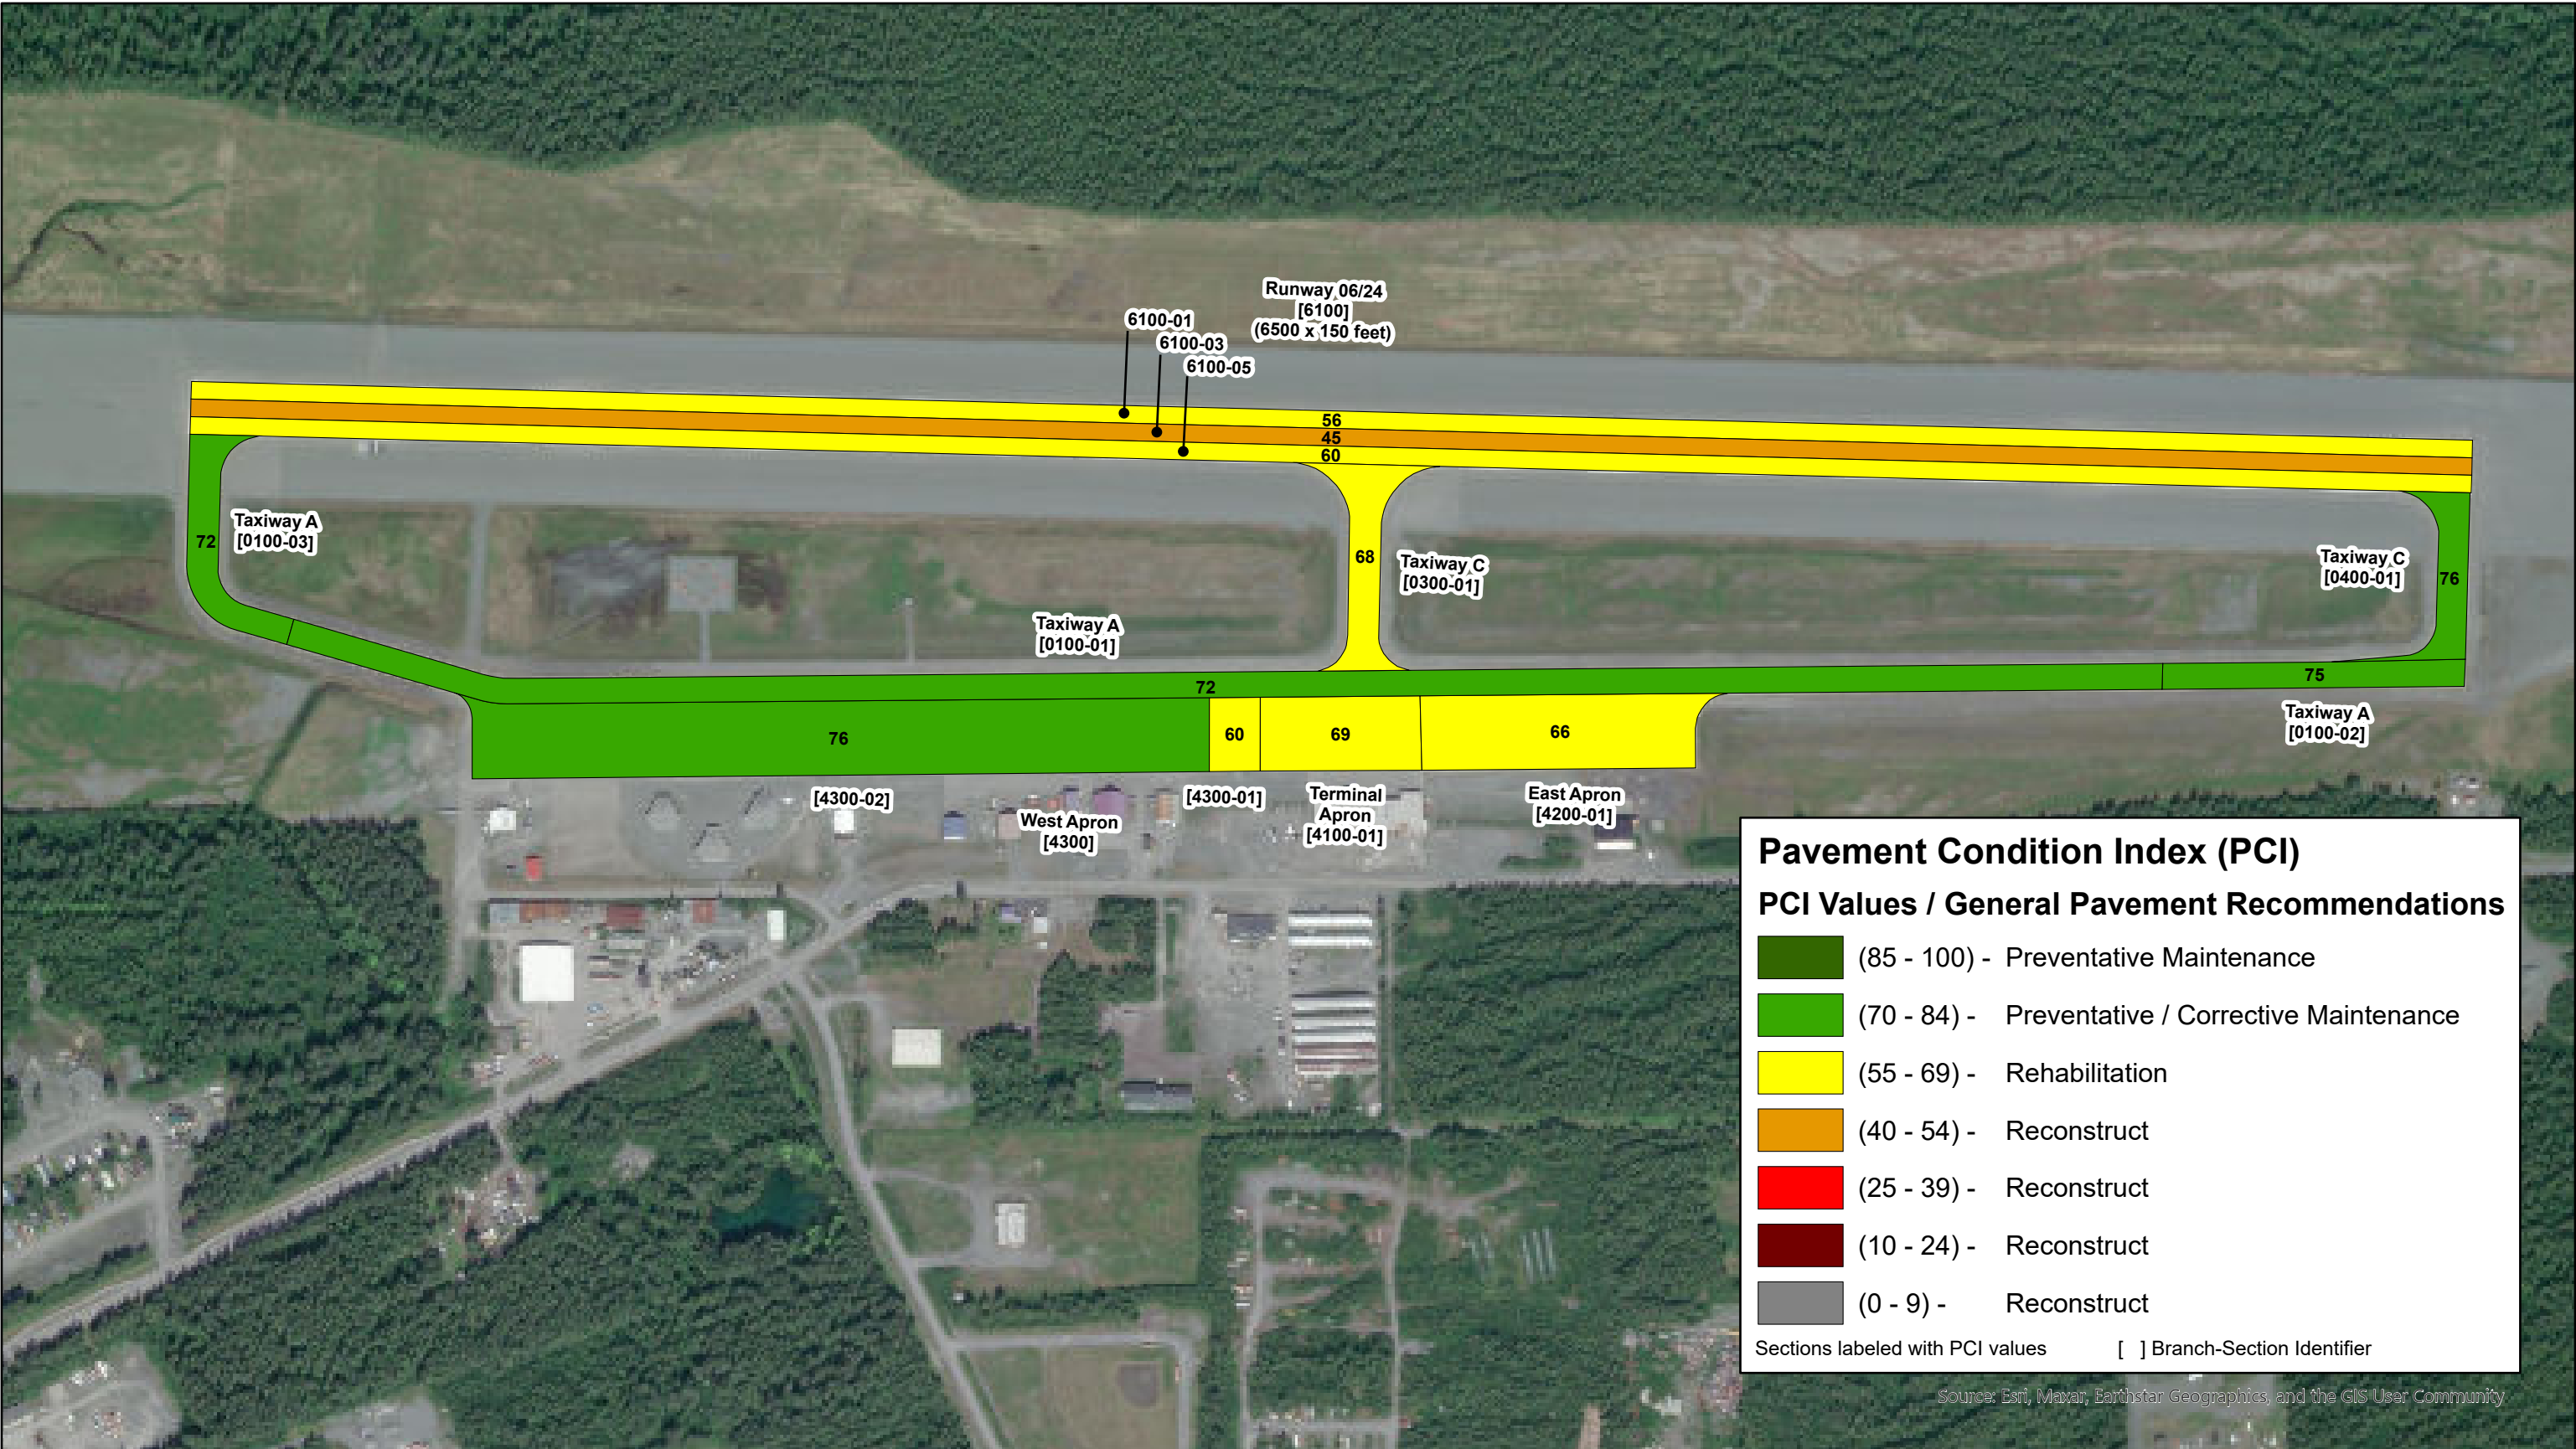 Runway 06/24
[6100]
(6500 x 150 feet)
6100-01
6100-03
6100-05
56
45
60
Taxiway A
[0100-03]
72
68
Taxiway C
[0300-01]
Taxiway C
[0400-01]
76
Taxiway A
[0100-01]
72
75
Taxiway A
[0100-02]
76
60
69
66
[4300-02]
West Apron
[4300]
[4300-01]
Terminal
Apron
[4100-01]
East Apron
[4200-01]
Pavement Condition Index (PCI)
PCI Values / General Pavement Recommendations
(85 - 100) - Preventative Maintenance
(70 - 84) - Preventative / Corrective Maintenance
(55 - 69) - Rehabilitation
(40 - 54) - Reconstruct
(25 - 39) - Reconstruct
(10 - 24) - Reconstruct
(0 - 9) - Reconstruct
Sections labeled with PCI values [ ] Branch-Section Identifier
Source: Esri, Maxar, Earthstar Geographics, and the GIS User Community